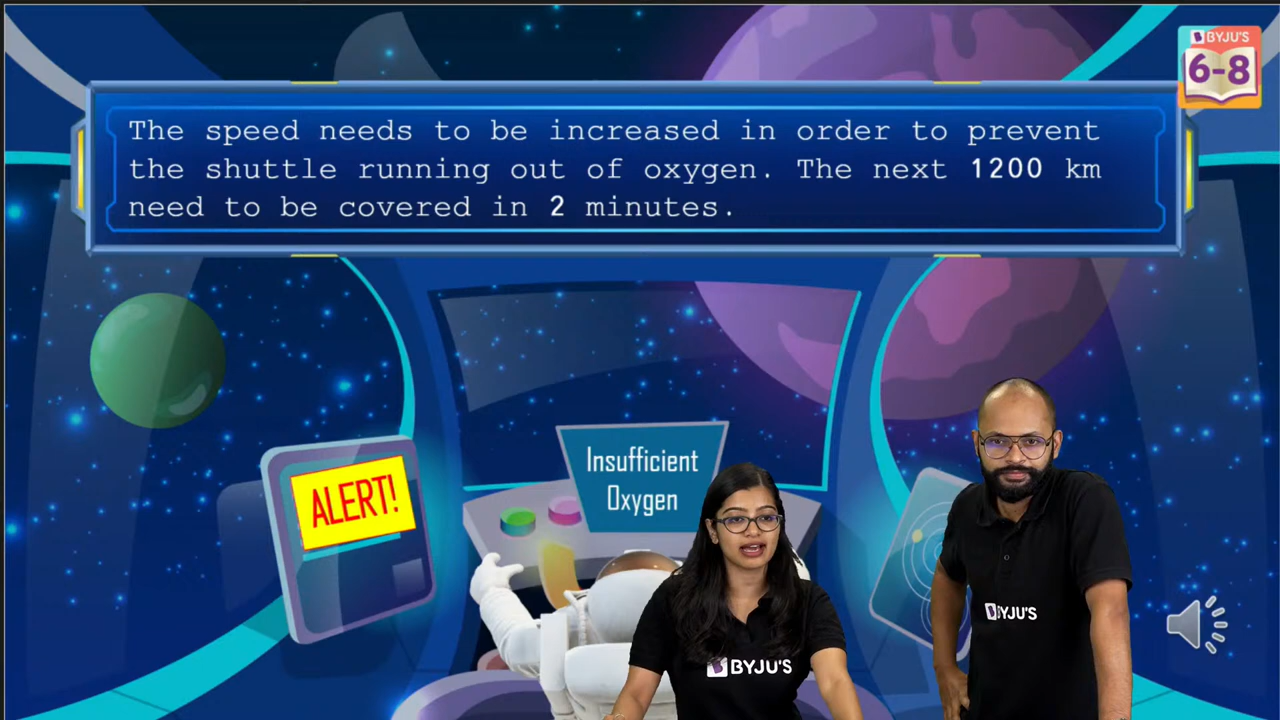 BYJU'S
6-8
The speed needs to be increased in order to prevent
the shuttle running out of oxygen. The next 1200 km
need to be covered in 2 minutes.
ALERT!
Insufficient
Oxygen
BYJU'S
BYJU'S